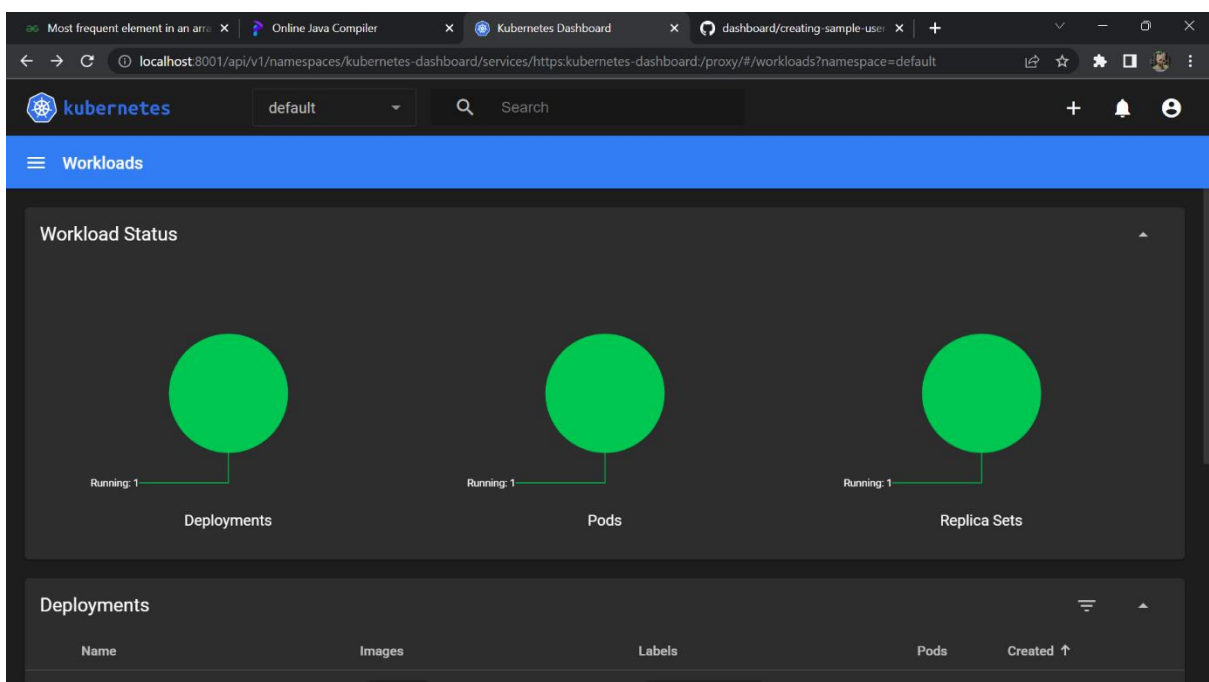 Most frequent element in an arra
Online Java Compiler
Kubernetes Dashboard
dashboard/creating-sample-user
localhost:8001/api/v1/namespaces/kubernetes-dashboard/services/https:kubernetes-dashboard:/proxy/#/workloads?namespace=default
kubernetes
default
Search
Workloads
Workload Status
Running: 1
Running: 1
Running: 1
Deployments
Pods
Replica Sets
Deployments
Name Images Labels Pods Created ↑